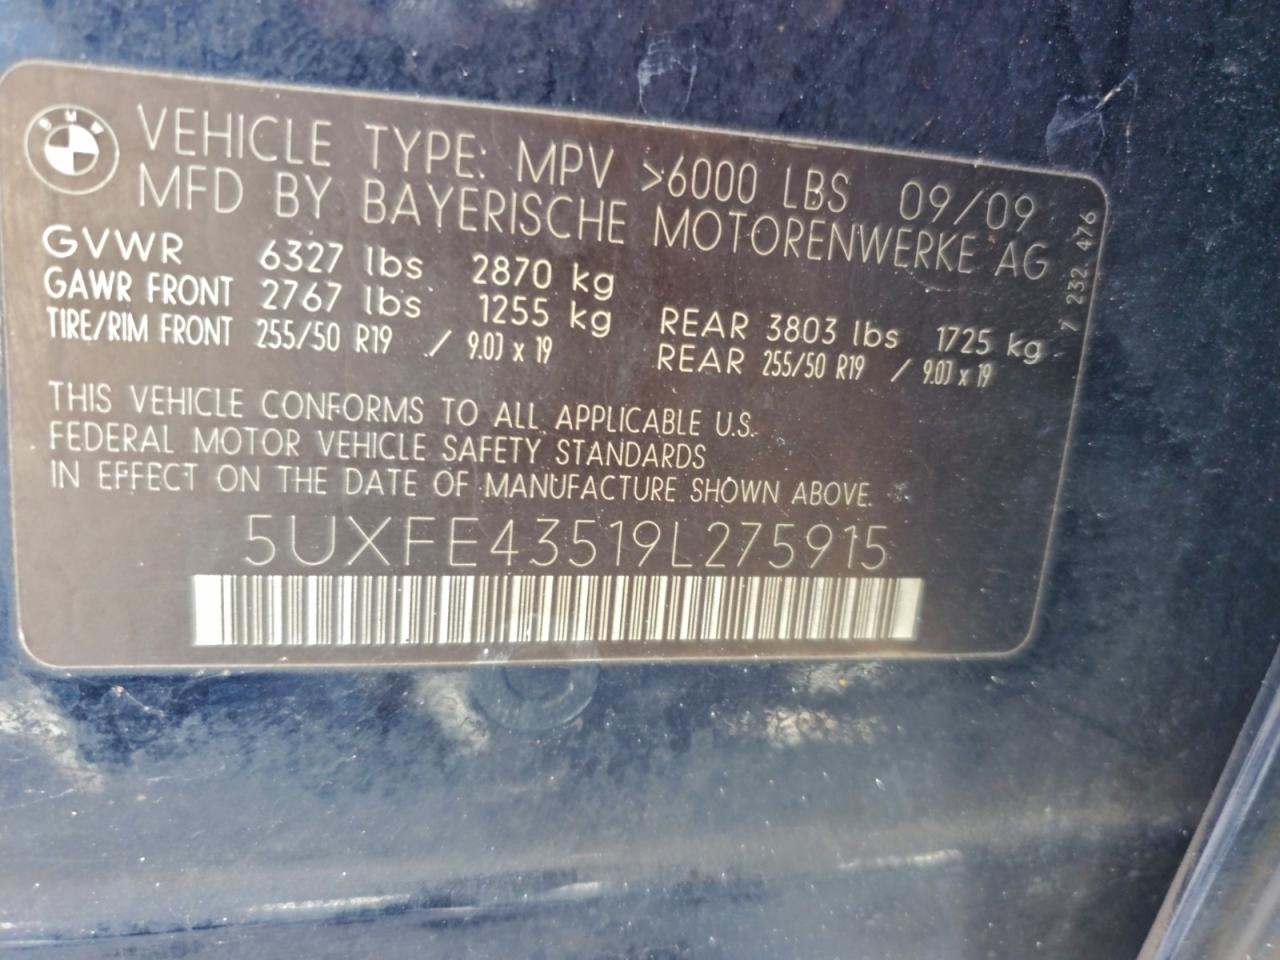 BMW
VEHICLE TYPE: MPV >6000 LBS 09/09
MFD BY BAYERISCHE MOTORENWERKE AG
GVWR 6327 lbs 2870 kg
GAWR FRONT 2767 lbs 1255 kg REAR 3803 lbs 1725 kg
TIRE/RIM FRONT 255/50 R19 / 9.0J x 19 REAR 255/50 R19 / 9.0J x 19
THIS VEHICLE CONFORMS TO ALL APPLICABLE U.S.
FEDERAL MOTOR VEHICLE SAFETY STANDARDS
IN EFFECT ON THE DATE OF MANUFACTURE SHOWN ABOVE.
5UXFE43519L275915
7 232 476